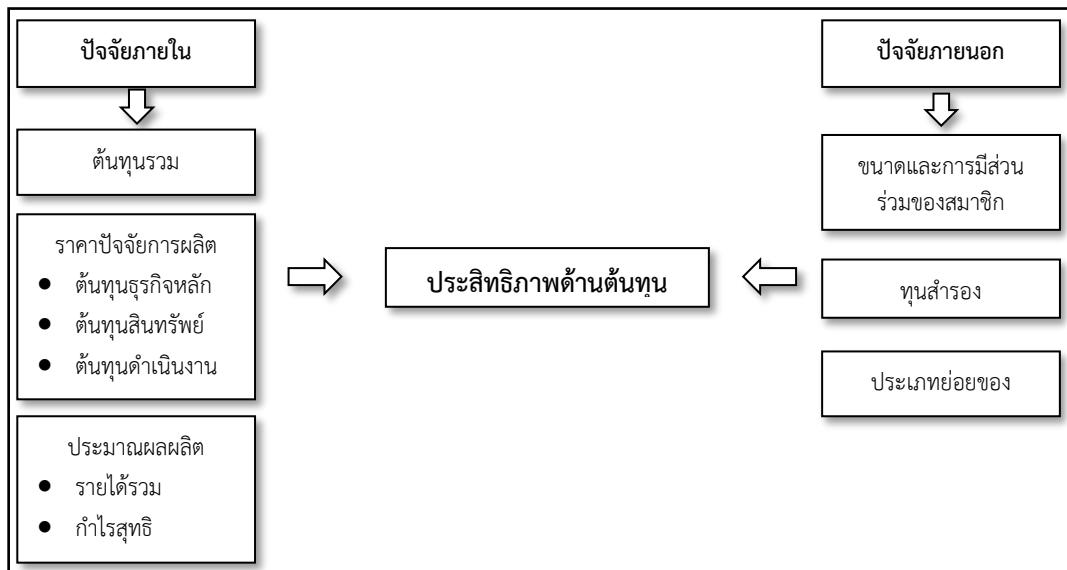 ปัจจัยภายใน
ต้นทุนรวม
ราคาปัจจัยการผลิต
● ต้นทุนธุรกิจหลัก
● ต้นทุนสินทรัพย์
● ต้นทุนดำเนินงาน
ประมาณผลผลิต
● รายได้รวม
● กำไรสุทธิ
ประสิทธิภาพด้านต้นทุน
ปัจจัยภายนอก
ขนาดและการมีส่วน
ร่วมของสมาชิก
ทุนสำรอง
ประเภทย่อยของ